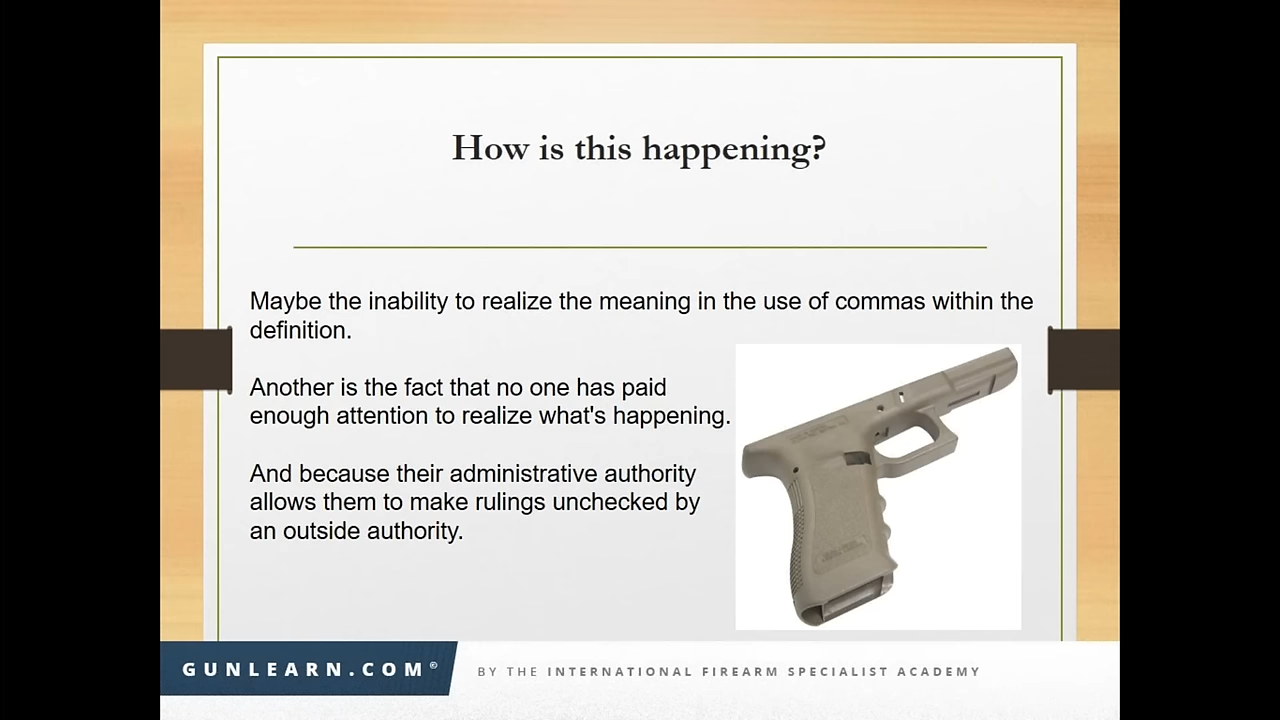 How is this happening?
Maybe the inability to realize the meaning in the use of commas within the
definition.
Another is the fact that no one has paid
enough attention to realize what's happening.
And because their administrative authority
allows them to make rulings unchecked by
an outside authority.
GUNLEARN.COM©
BY THE INTERNATIONAL FIREARM SPECIALIST ACADEMY